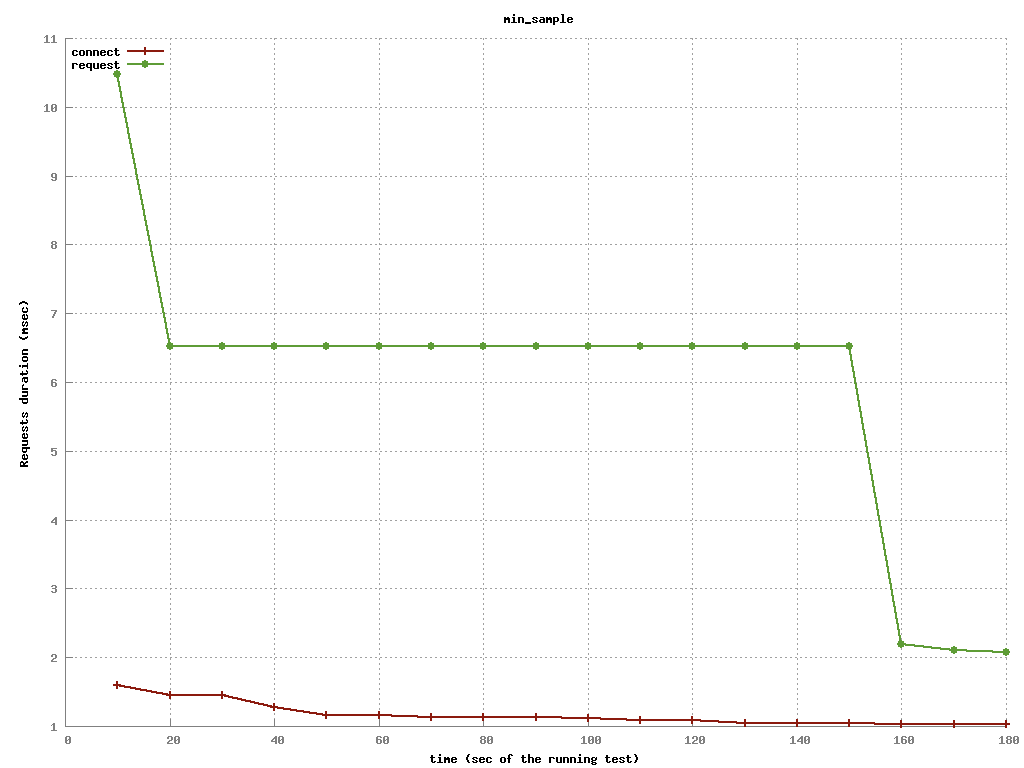 min_sample
connect
request
11
10
9
8
7
6
5
4
3
2
1
Requests duration (msec)
0 20 40 60 80 100 120 140 160 180
time (sec of the running test)